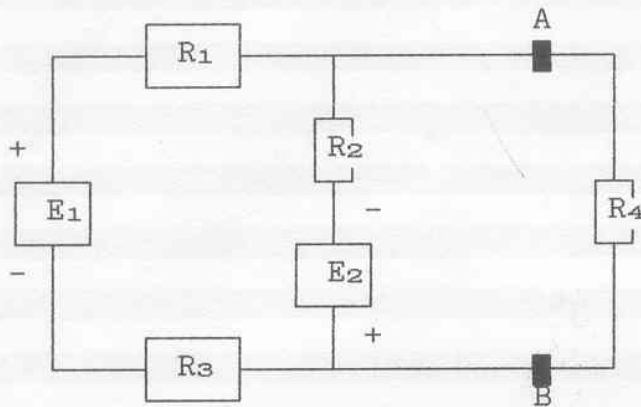 A
R₁
+
R₂
E₁
-
R₄
-
E₂
+
R₃
B